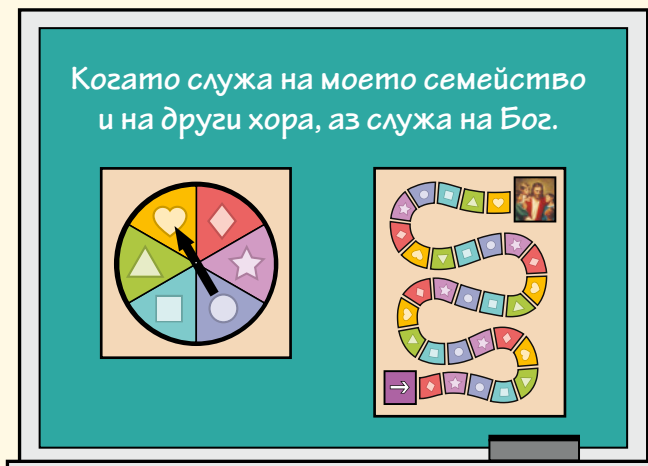 Когато служа на моето семейство
и на други хора, аз служа на Бог.